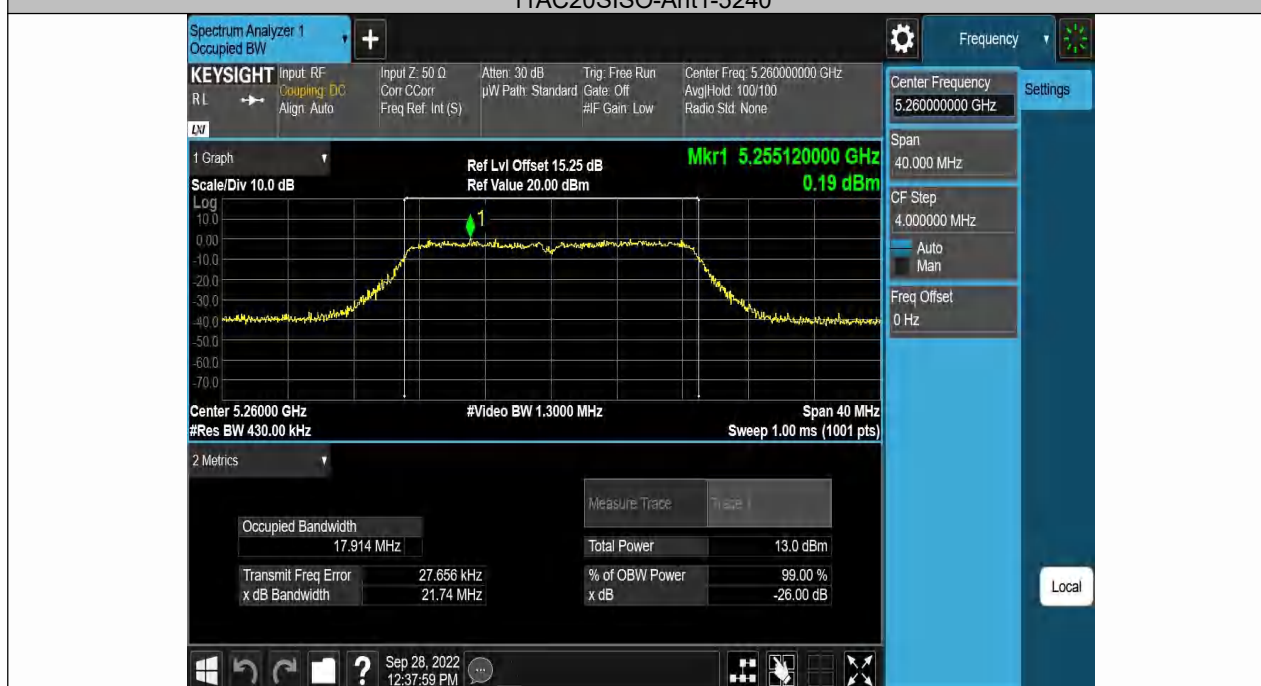 11AC20SISO-Ant1-5240
Spectrum Analyzer 1
Occupied BW
+
Frequency
KEYSIGHT
R L
LXI
Input: RF
Coupling: DC
Align: Auto
Input Z: 50 Ω
Corr CCorr
Freq Ref: Int (S)
Atten: 30 dB
µW Path: Standard
Trig: Free Run
Gate: Off
#IF Gain: Low
Center Freq: 5.260000000 GHz
Avg|Hold: 100/100
Radio Std: None
Center Frequency
5.260000000 GHz
Settings
Span
40.000 MHz
CF Step
4.000000 MHz
Auto
Man
Freq Offset
0 Hz
Local
1 Graph
Scale/Div 10.0 dB
Ref Lvl Offset 15.25 dB
Ref Value 20.00 dBm
Mkr1 5.255120000 GHz
0.19 dBm
Log
10.0
0.00
-10.0
-20.0
-30.0
-40.0
-50.0
-60.0
-70.0
1
Center 5.26000 GHz
#Res BW 430.00 kHz
#Video BW 1.3000 MHz
Span 40 MHz
Sweep 1.00 ms (1001 pts)
2 Metrics
Measure Trace Trace 1
Occupied Bandwidth
17.914 MHz
Total Power 13.0 dBm
Transmit Freq Error 27.656 kHz
% of OBW Power 99.00 %
x dB Bandwidth 21.74 MHz
x dB -26.00 dB
?
Sep 28, 2022
12:37:59 PM